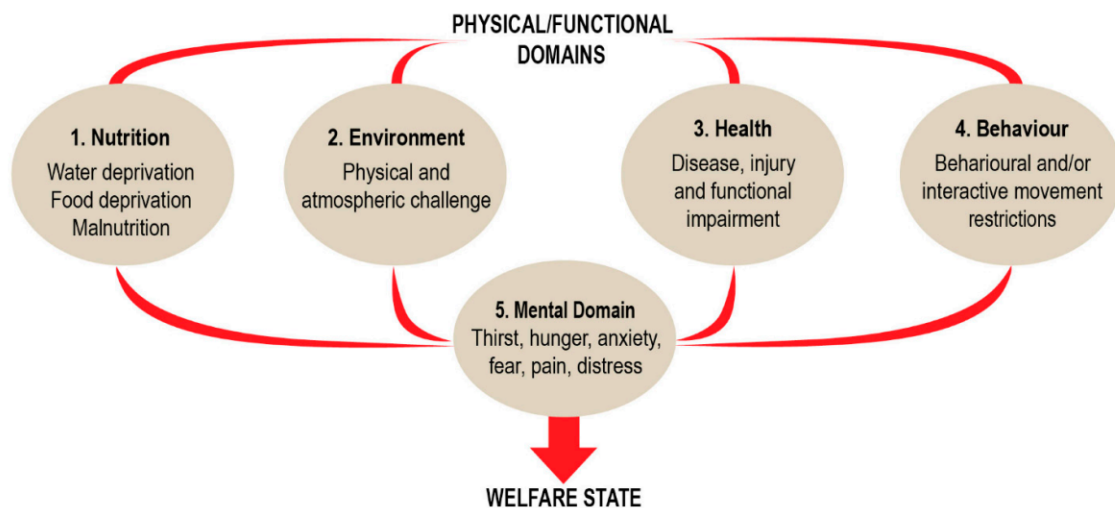 PHYSICAL/FUNCTIONAL
DOMAINS
1. Nutrition
Water deprivation
Food deprivation
Malnutrition
2. Environment
Physical and
atmospheric challenge
3. Health
Disease, injury
and functional
impairment
4. Behaviour
Beharioural and/or
interactive movement
restrictions
5. Mental Domain
Thirst, hunger, anxiety,
fear, pain, distress
WELFARE STATE